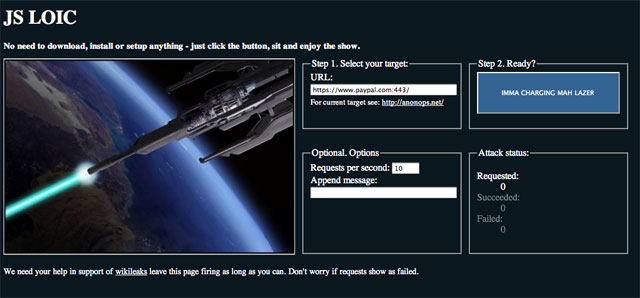 JS LOIC
No need to download, install or setup anything - just click the button, sit and enjoy the show.
Step 1. Select your target:
URL:
https://www.paypal.com:443/
For current target see: http://anonops.net/
Step 2. Ready?
IMMA CHARGING MAH LAZER
Optional. Options
Requests per second: 10
Append message:
Attack status:
Requested:
0
Succeeded:
0
Failed:
0
We need your help in support of wikileaks leave this page firing as long as you can. Don't worry if requests show as failed.